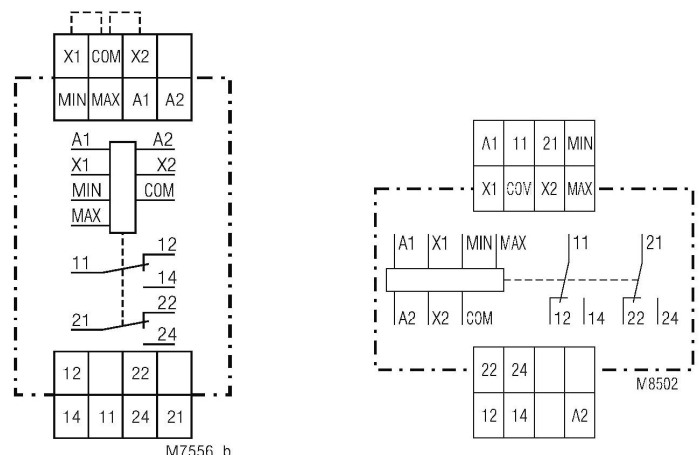 X1 COM X2
MIN MAX A1 A2
A1 A2
X1 X2
MIN COM
MAX
12
11
14
22
21
24
12 22
14 11 24 21
M7556_b
A1 11 21 MIN
X1 COM X2 MAX
A1 X1 MIN MAX 11 21
A2 X2 COM 12 14 22 24
22 24
M8502
12 14 A2